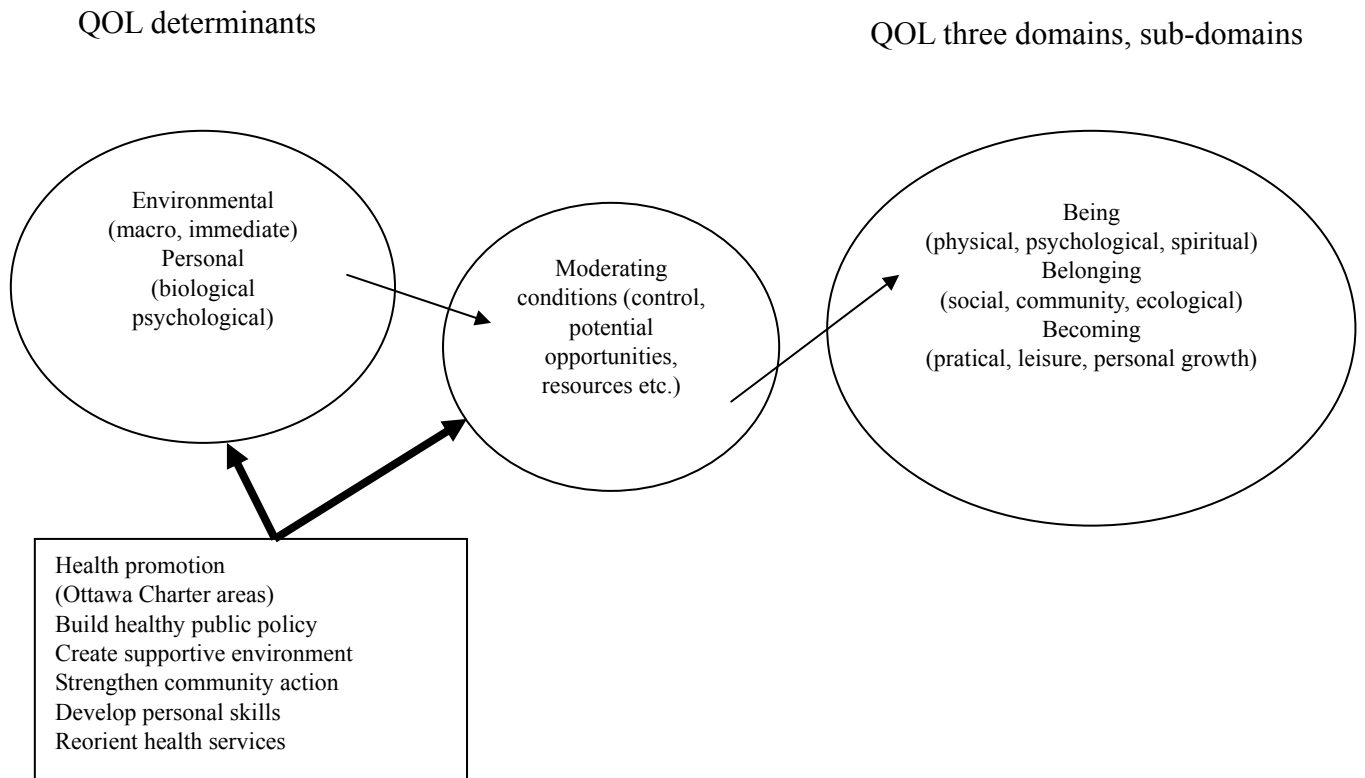 QOL determinants
QOL three domains, sub-domains
Environmental
(macro, immediate)
Personal
(biological
psychological)
Moderating
conditions (control,
potential
opportunities,
resources etc.)
Being
(physical, psychological, spiritual)
Belonging
(social, community, ecological)
Becoming
(pratical, leisure, personal growth)
Health promotion
(Ottawa Charter areas)
Build healthy public policy
Create supportive environment
Strengthen community action
Develop personal skills
Reorient health services